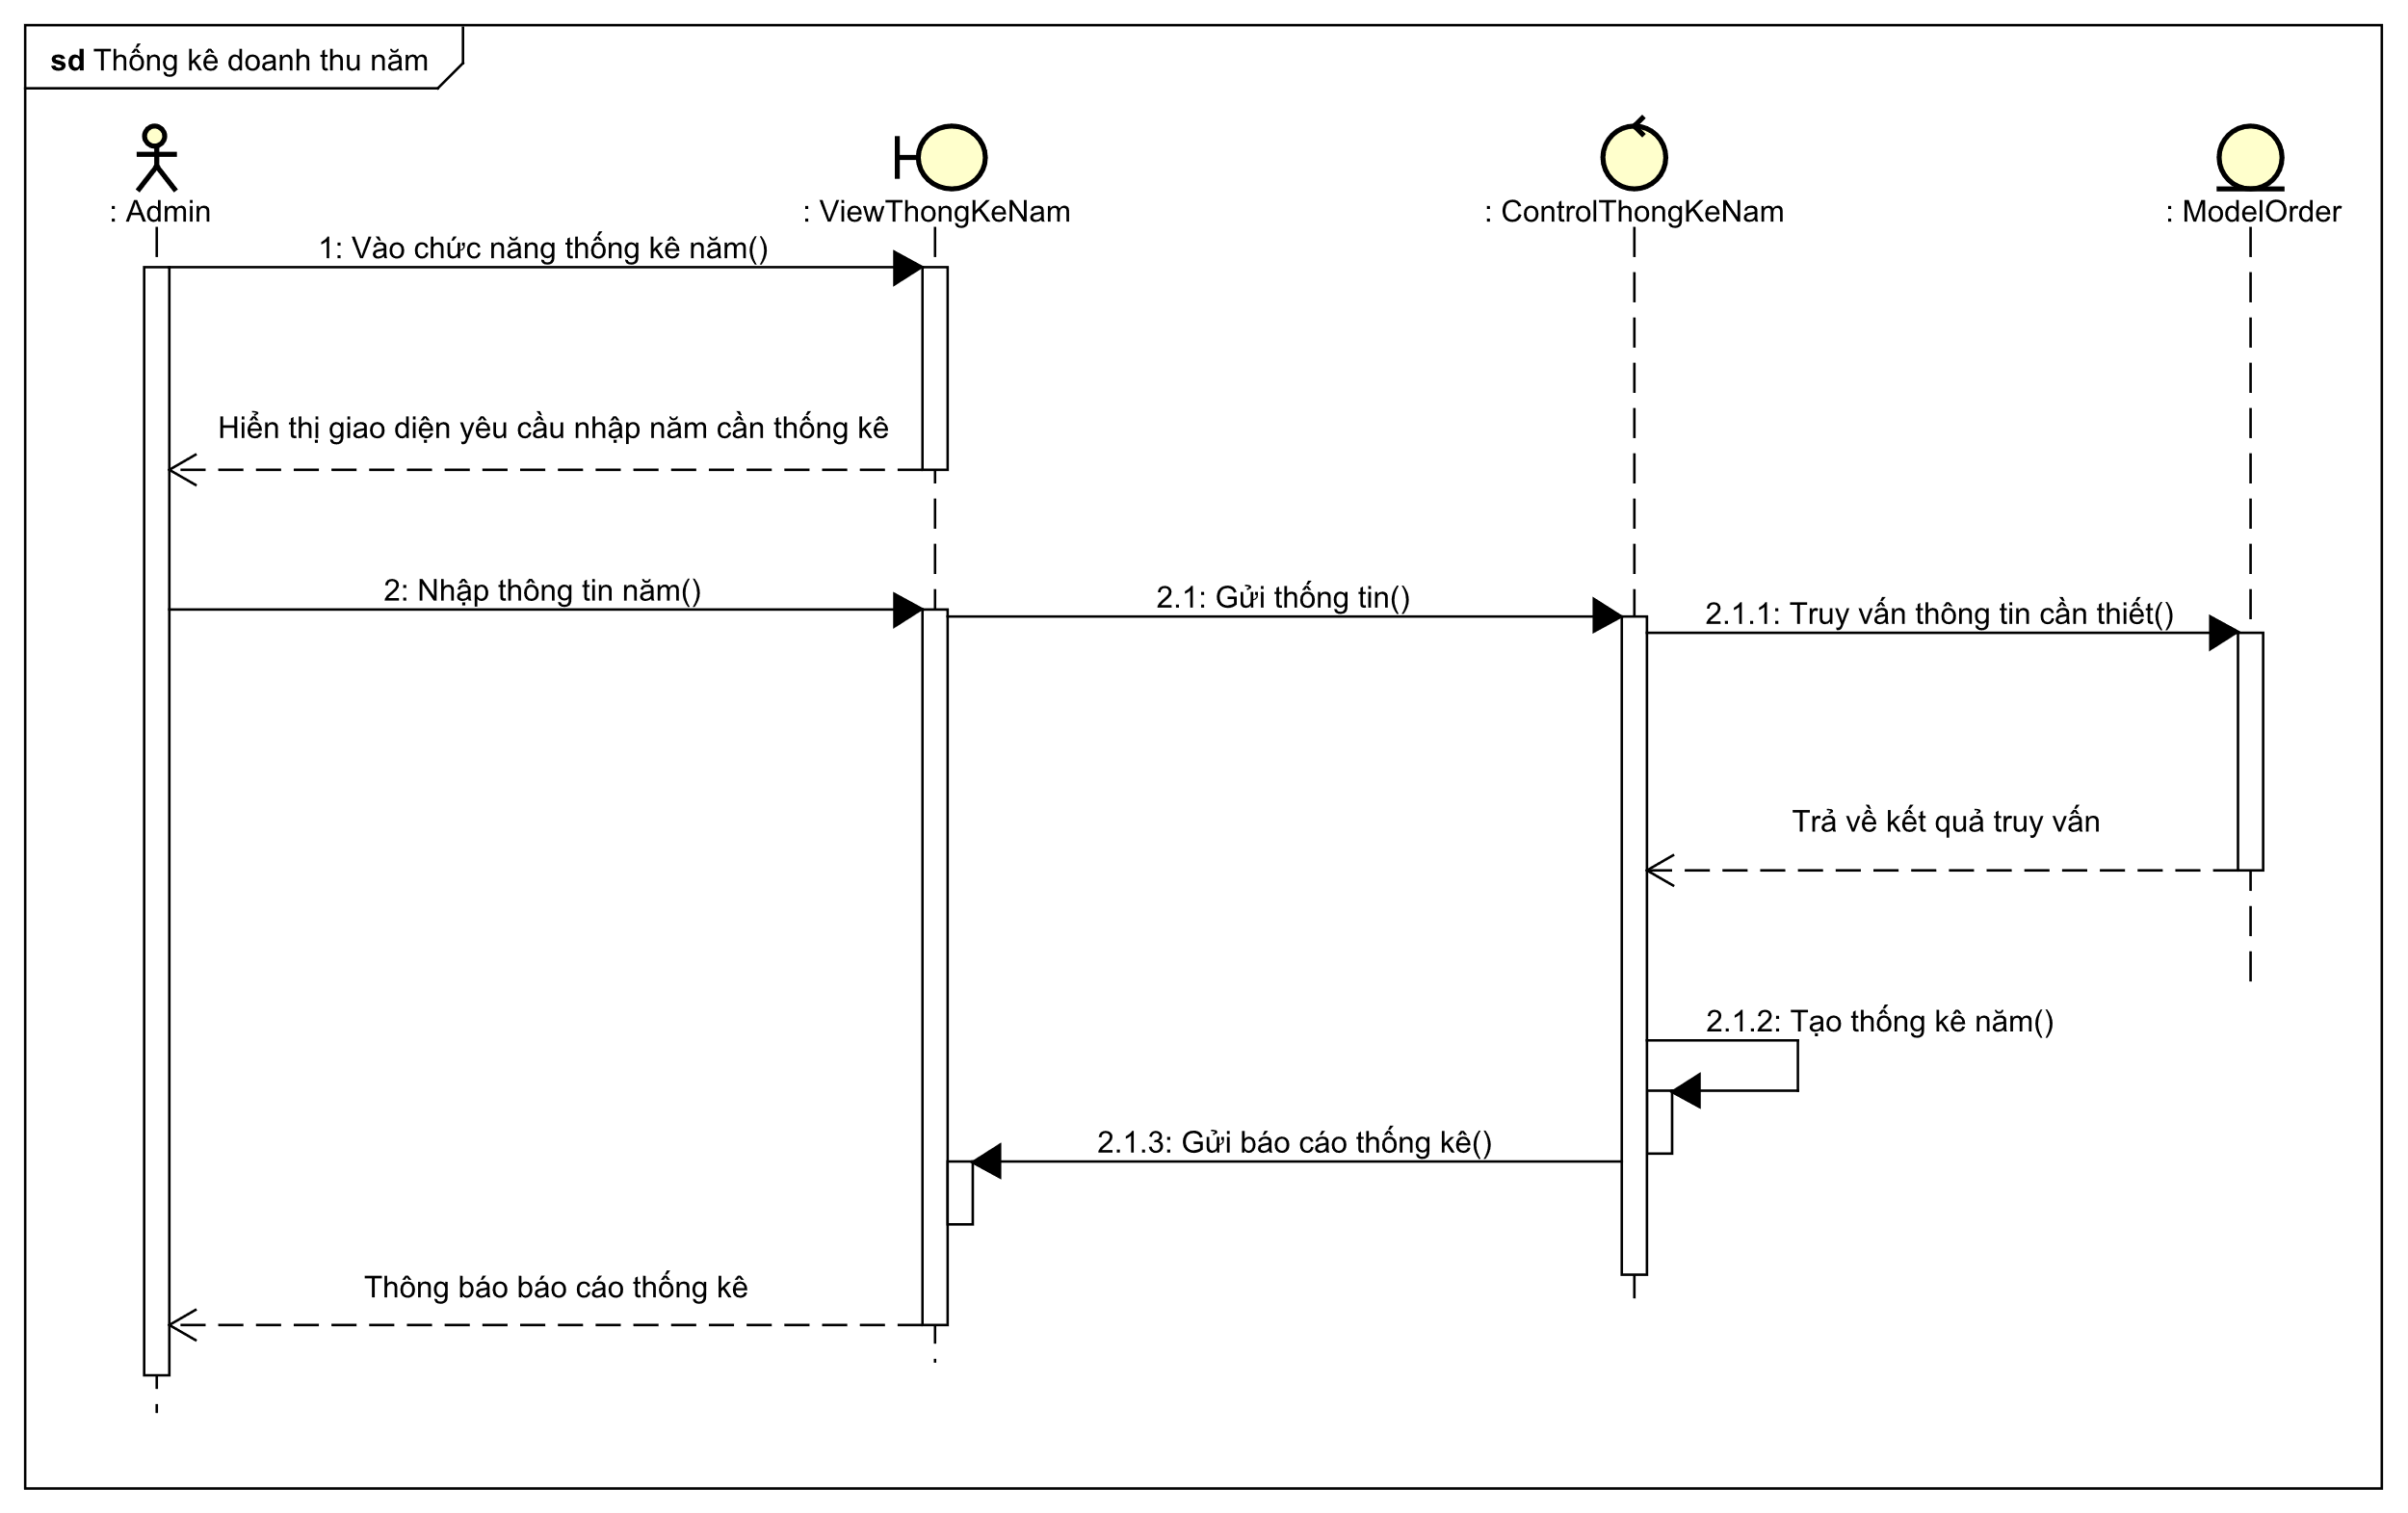 sd Thống kê doanh thu năm
: Admin
: ViewThongKeNam
: ControlThongKeNam
: ModelOrder
1: Vào chức năng thống kê năm()
Hiển thị giao diện yêu cầu nhập năm cần thống kê
2: Nhập thông tin năm()
2.1: Gửi thống tin()
2.1.1: Truy vấn thông tin cần thiết()
Trả về kết quả truy vấn
2.1.2: Tạo thống kê năm()
2.1.3: Gửi báo cáo thống kê()
Thông báo báo cáo thống kê